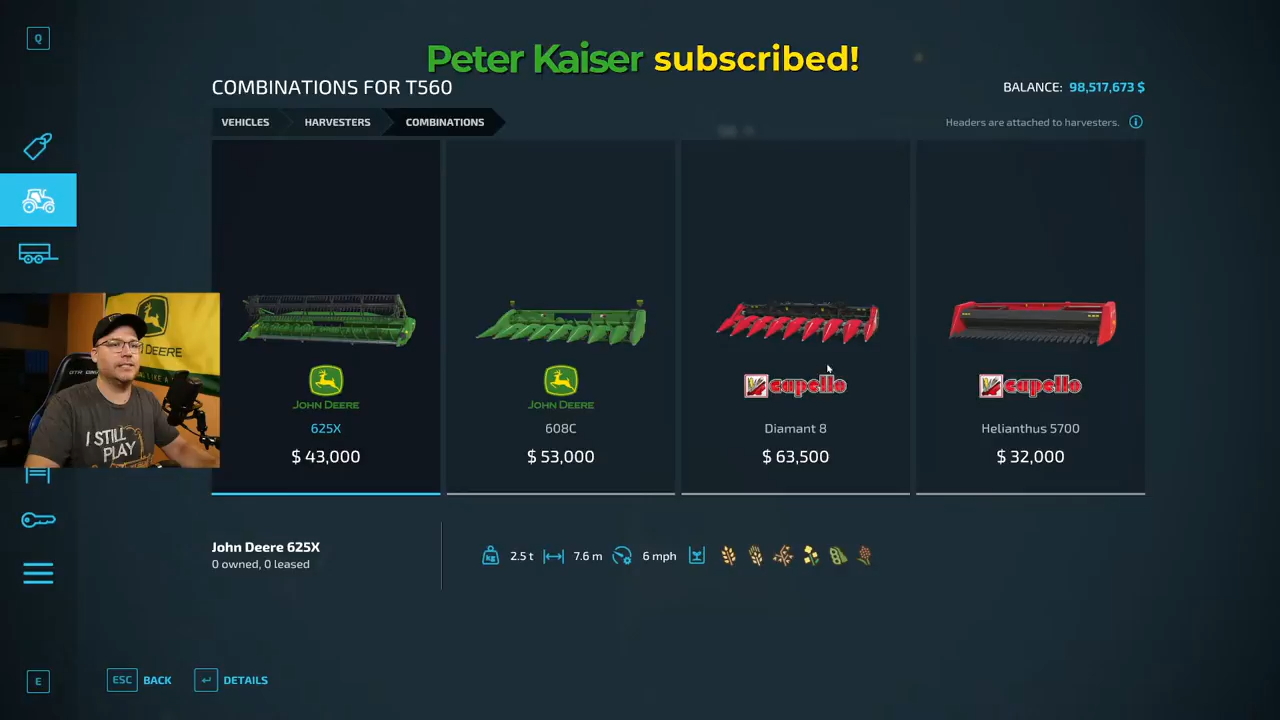 Q
Peter Kaiser subscribed!
COMBINATIONS FOR T560
BALANCE: 98,517,673 $
VEHICLES
HARVESTERS
COMBINATIONS
Headers are attached to harvesters.
JOHN DEERE
625X
$ 43,000
JOHN DEERE
608C
$ 53,000
capello
Diamant 8
$ 63,500
capello
Helianthus 5700
$ 32,000
DEERE
I STILL
PLAY
John Deere 625X
0 owned, 0 leased
kg
2.5 t
7.6 m
6 mph
E
ESC BACK
DETAILS